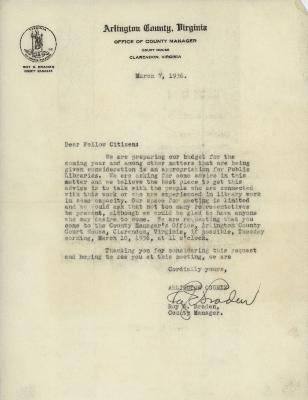 Arlington County, Virginia
OFFICE OF COUNTY MANAGER
COURT HOUSE
CLARENDON, VIRGINIA
ROY S. BRADEN
COUNTY MANAGER
March 7, 1936.
Dear Fellow Citizen:
We are preparing our budget for the
coming year and among other matters that are being
given consideration is an appropriation for Public
Libraries. We are asking for some advice in this
matter and we believe the best place to get this
advice is to talk with the people who are connected
with this work or who are experienced in library work
in some capacity. Our space for meeting is limited
and we would ask that not too many representatives
be present, although we would be glad to have anyone
who may desire to come. We are requesting that you
come to the County Manager's Office, Arlington County
Court House, Clarendon, Virginia, if possible, Tuesday
morning, March 10, 1936, at 11 o'clock.
Thanking you for considering this request
and hoping to see you at this meeting, we are
Cordially yours,
ARLINGTON COUNTY
Roy S. Braden,
County Manager.